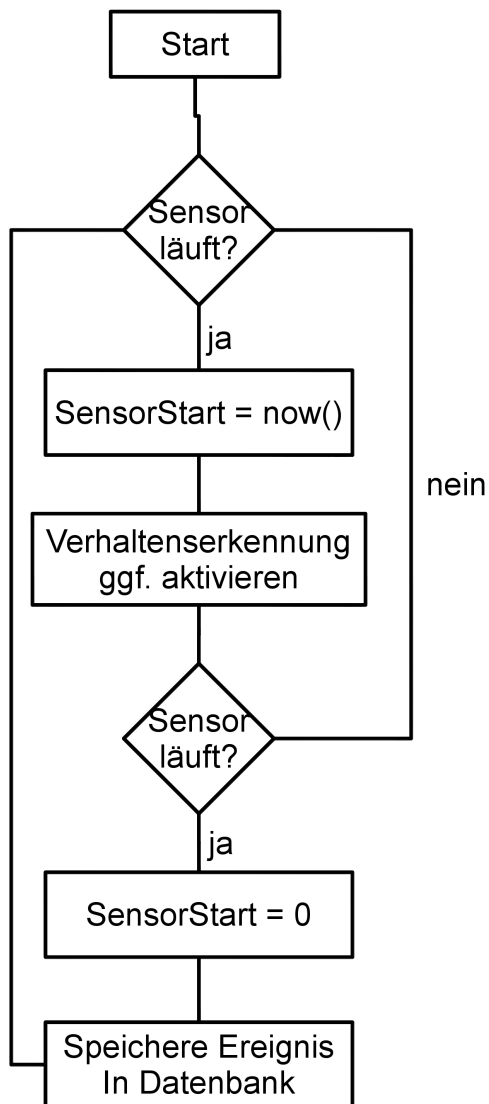 Start
Sensor
läuft?
ja
SensorStart = now()
nein
Verhaltenserkennung
ggf. aktivieren
Sensor
läuft?
ja
SensorStart = 0
Speichere Ereignis
In Datenbank